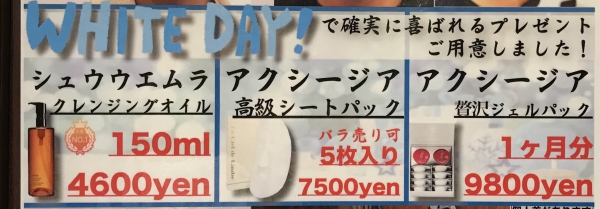 WHITE DAY!
で確実に喜ばれるプレゼント
ご用意しました！
シュウウエムラ
クレンジングオイル
NO.1
150ml
4600yen
アクシージア
高級シートパック
バラ売り可
5枚入り
7500yen
アクシージア
贅沢ジェルパック
1ヶ月分
9800yen